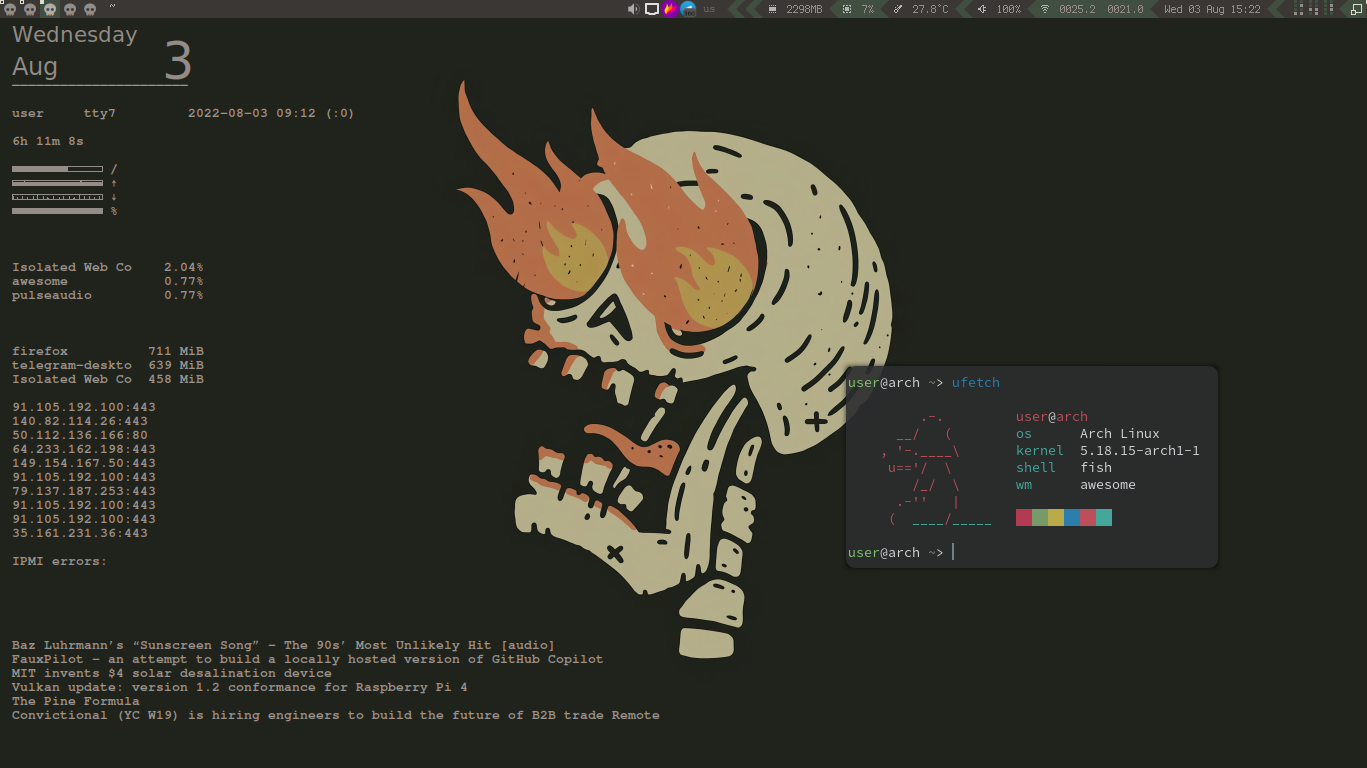 ~
us
2298MB
7%
27.8°C
100%
0025.2 0021.0
Wed 03 Aug 15:22
Wednesday
Aug 3
user tty7 2022-08-03 09:12 (:0)
6h 11m 8s
/
↑
↓
%
Isolated Web Co 2.04%
awesome 0.77%
pulseaudio 0.77%
firefox 711 MiB
telegram-deskto 639 MiB
Isolated Web Co 458 MiB
91.105.192.100:443
140.82.114.26:443
50.112.136.166:80
64.233.162.198:443
149.154.167.50:443
91.105.192.100:443
79.137.187.253:443
91.105.192.100:443
91.105.192.100:443
35.161.231.36:443
IPMI errors:
Baz Luhrmann's “Sunscreen Song” – The 90s' Most Unlikely Hit [audio]
FauxPilot – an attempt to build a locally hosted version of GitHub Copilot
MIT invents $4 solar desalination device
Vulkan update: version 1.2 conformance for Raspberry Pi 4
The Pine Formula
Convictional (YC W19) is hiring engineers to build the future of B2B trade Remote
user@arch ~> ufetch
user@arch
os Arch Linux
kernel 5.18.15-arch1-1
shell fish
wm awesome
user@arch ~>